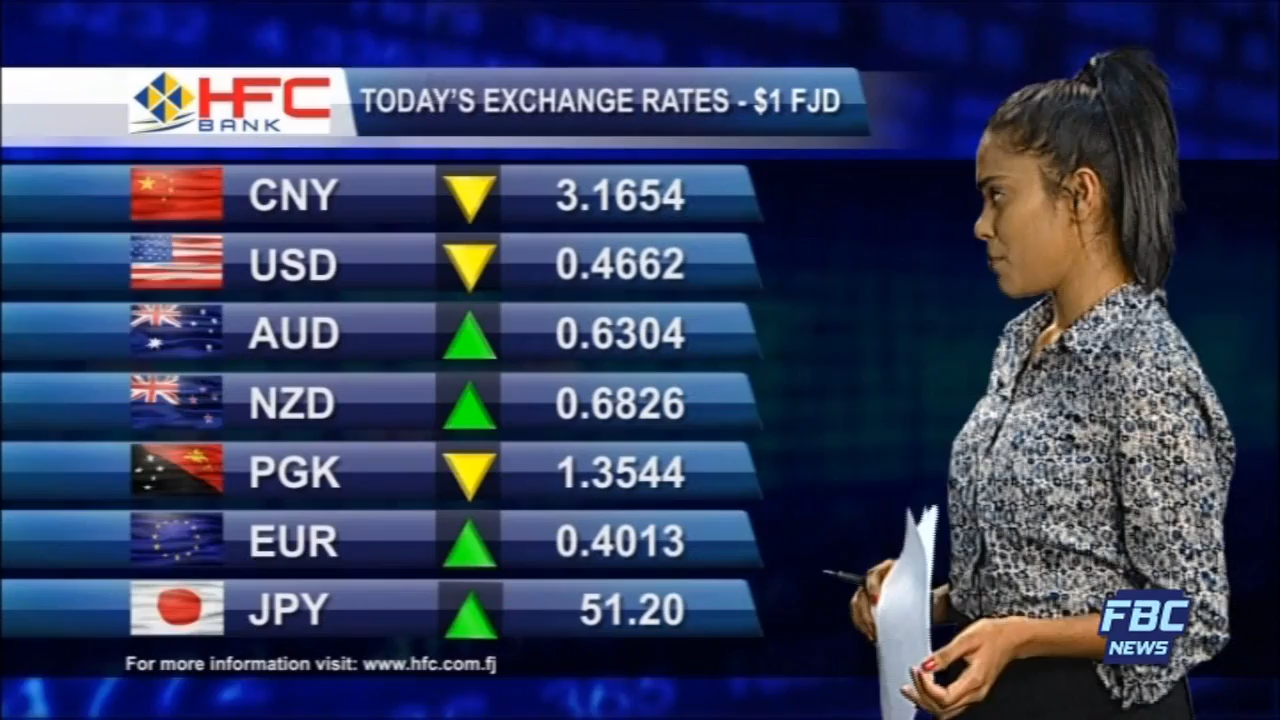 HFC
BANK
TODAY'S EXCHANGE RATES - $1 FJD
CNY 3.1654
USD 0.4662
AUD 0.6304
NZD 0.6826
PGK 1.3544
EUR 0.4013
JPY 51.20
For more information visit: www.hfc.com.fj
FBC
NEWS